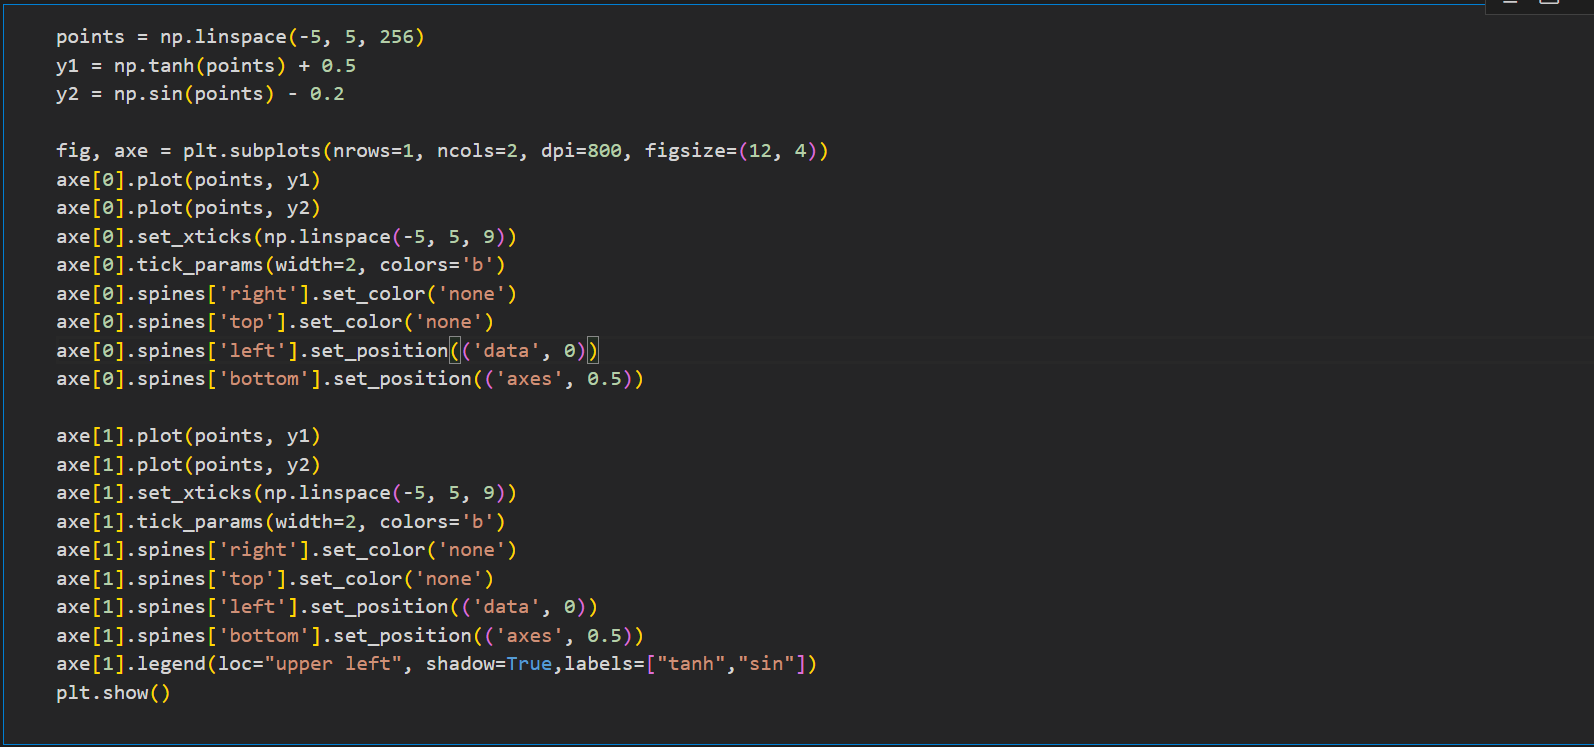 points = np.linspace(-5, 5, 256)
y1 = np.tanh(points) + 0.5
y2 = np.sin(points) - 0.2
fig, axe = plt.subplots(nrows=1, ncols=2, dpi=800, figsize=(12, 4))
axe[0].plot(points, y1)
axe[0].plot(points, y2)
axe[0].set_xticks(np.linspace(-5, 5, 9))
axe[0].tick_params(width=2, colors='b')
axe[0].spines['right'].set_color('none')
axe[0].spines['top'].set_color('none')
axe[0].spines['left'].set_position(('data', 0))
axe[0].spines['bottom'].set_position(('axes', 0.5))
axe[1].plot(points, y1)
axe[1].plot(points, y2)
axe[1].set_xticks(np.linspace(-5, 5, 9))
axe[1].tick_params(width=2, colors='b')
axe[1].spines['right'].set_color('none')
axe[1].spines['top'].set_color('none')
axe[1].spines['left'].set_position(('data', 0))
axe[1].spines['bottom'].set_position(('axes', 0.5))
axe[1].legend(loc="upper left", shadow=True,labels=["tanh","sin"])
plt.show()